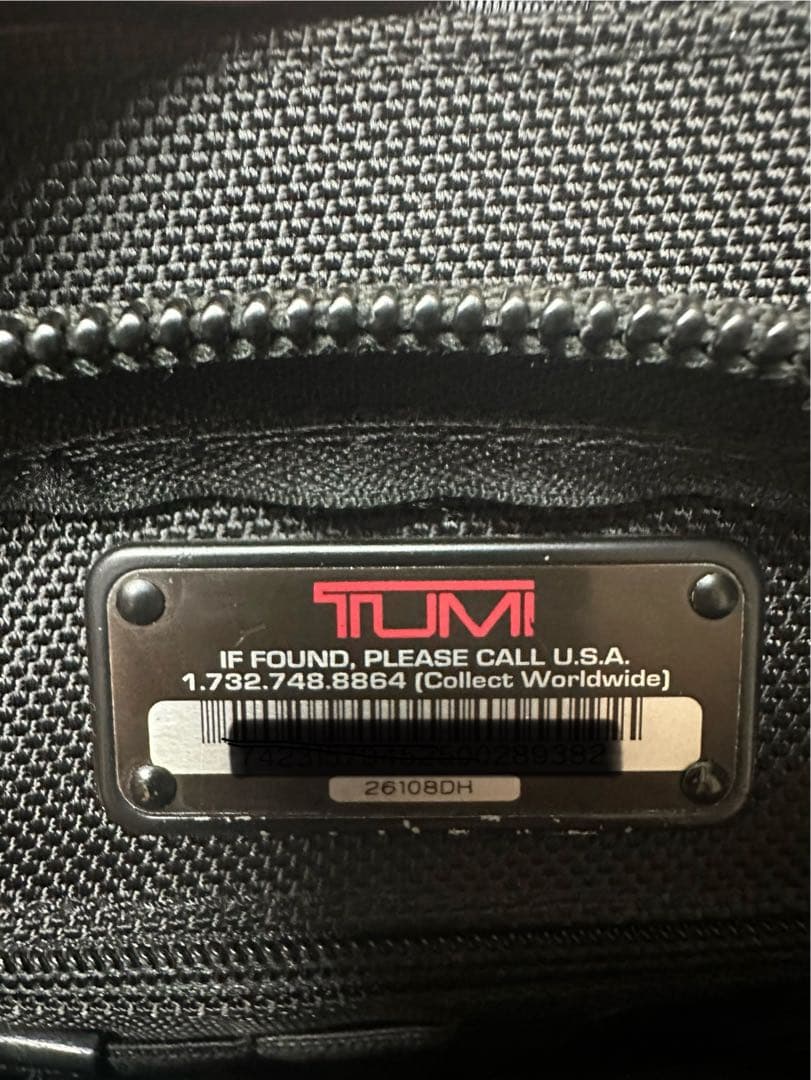 TUMI
IF FOUND, PLEASE CALL U.S.A.
1.732.748.8864 (Collect Worldwide)
26108DH